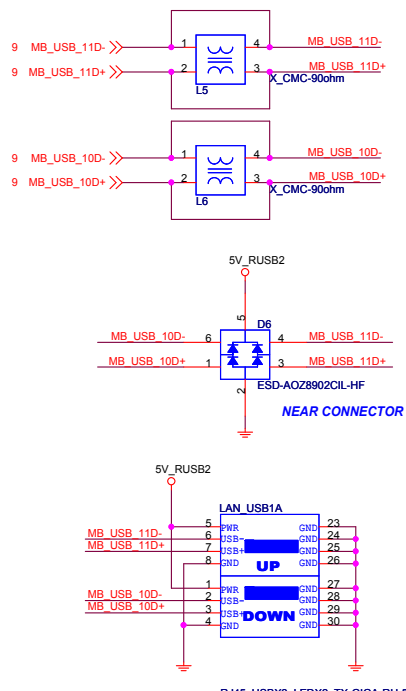 1 4
9 MB_USB_11D- MB_USB_11D-
9 MB_USB_11D+ 2 3 MB_USB_11D+
L5 X_CMC-90ohm
1 4
9 MB_USB_10D- MB_USB_10D-
9 MB_USB_10D+ 2 3 MB_USB_10D+
L6 X_CMC-90ohm
5V_RUSB2
5 D6
MB_USB_10D- 6 4 MB_USB_11D-
MB_USB_10D+ 1 3 MB_USB_11D+
2 ESD-AOZ8902CIL-HF
NEAR CONNECTOR
5V_RUSB2
LAN_USB1A
5 PWR GND 23
MB_USB_11D- 6 USB- GND 24
MB_USB_11D+ 7 USB+ GND 25
8 GND UP GND 26
1 PWR GND 27
MB_USB_10D- 2 USB- GND 28
MB_USB_10D+ 3 USB+ DOWN GND 29
4 GND GND 30